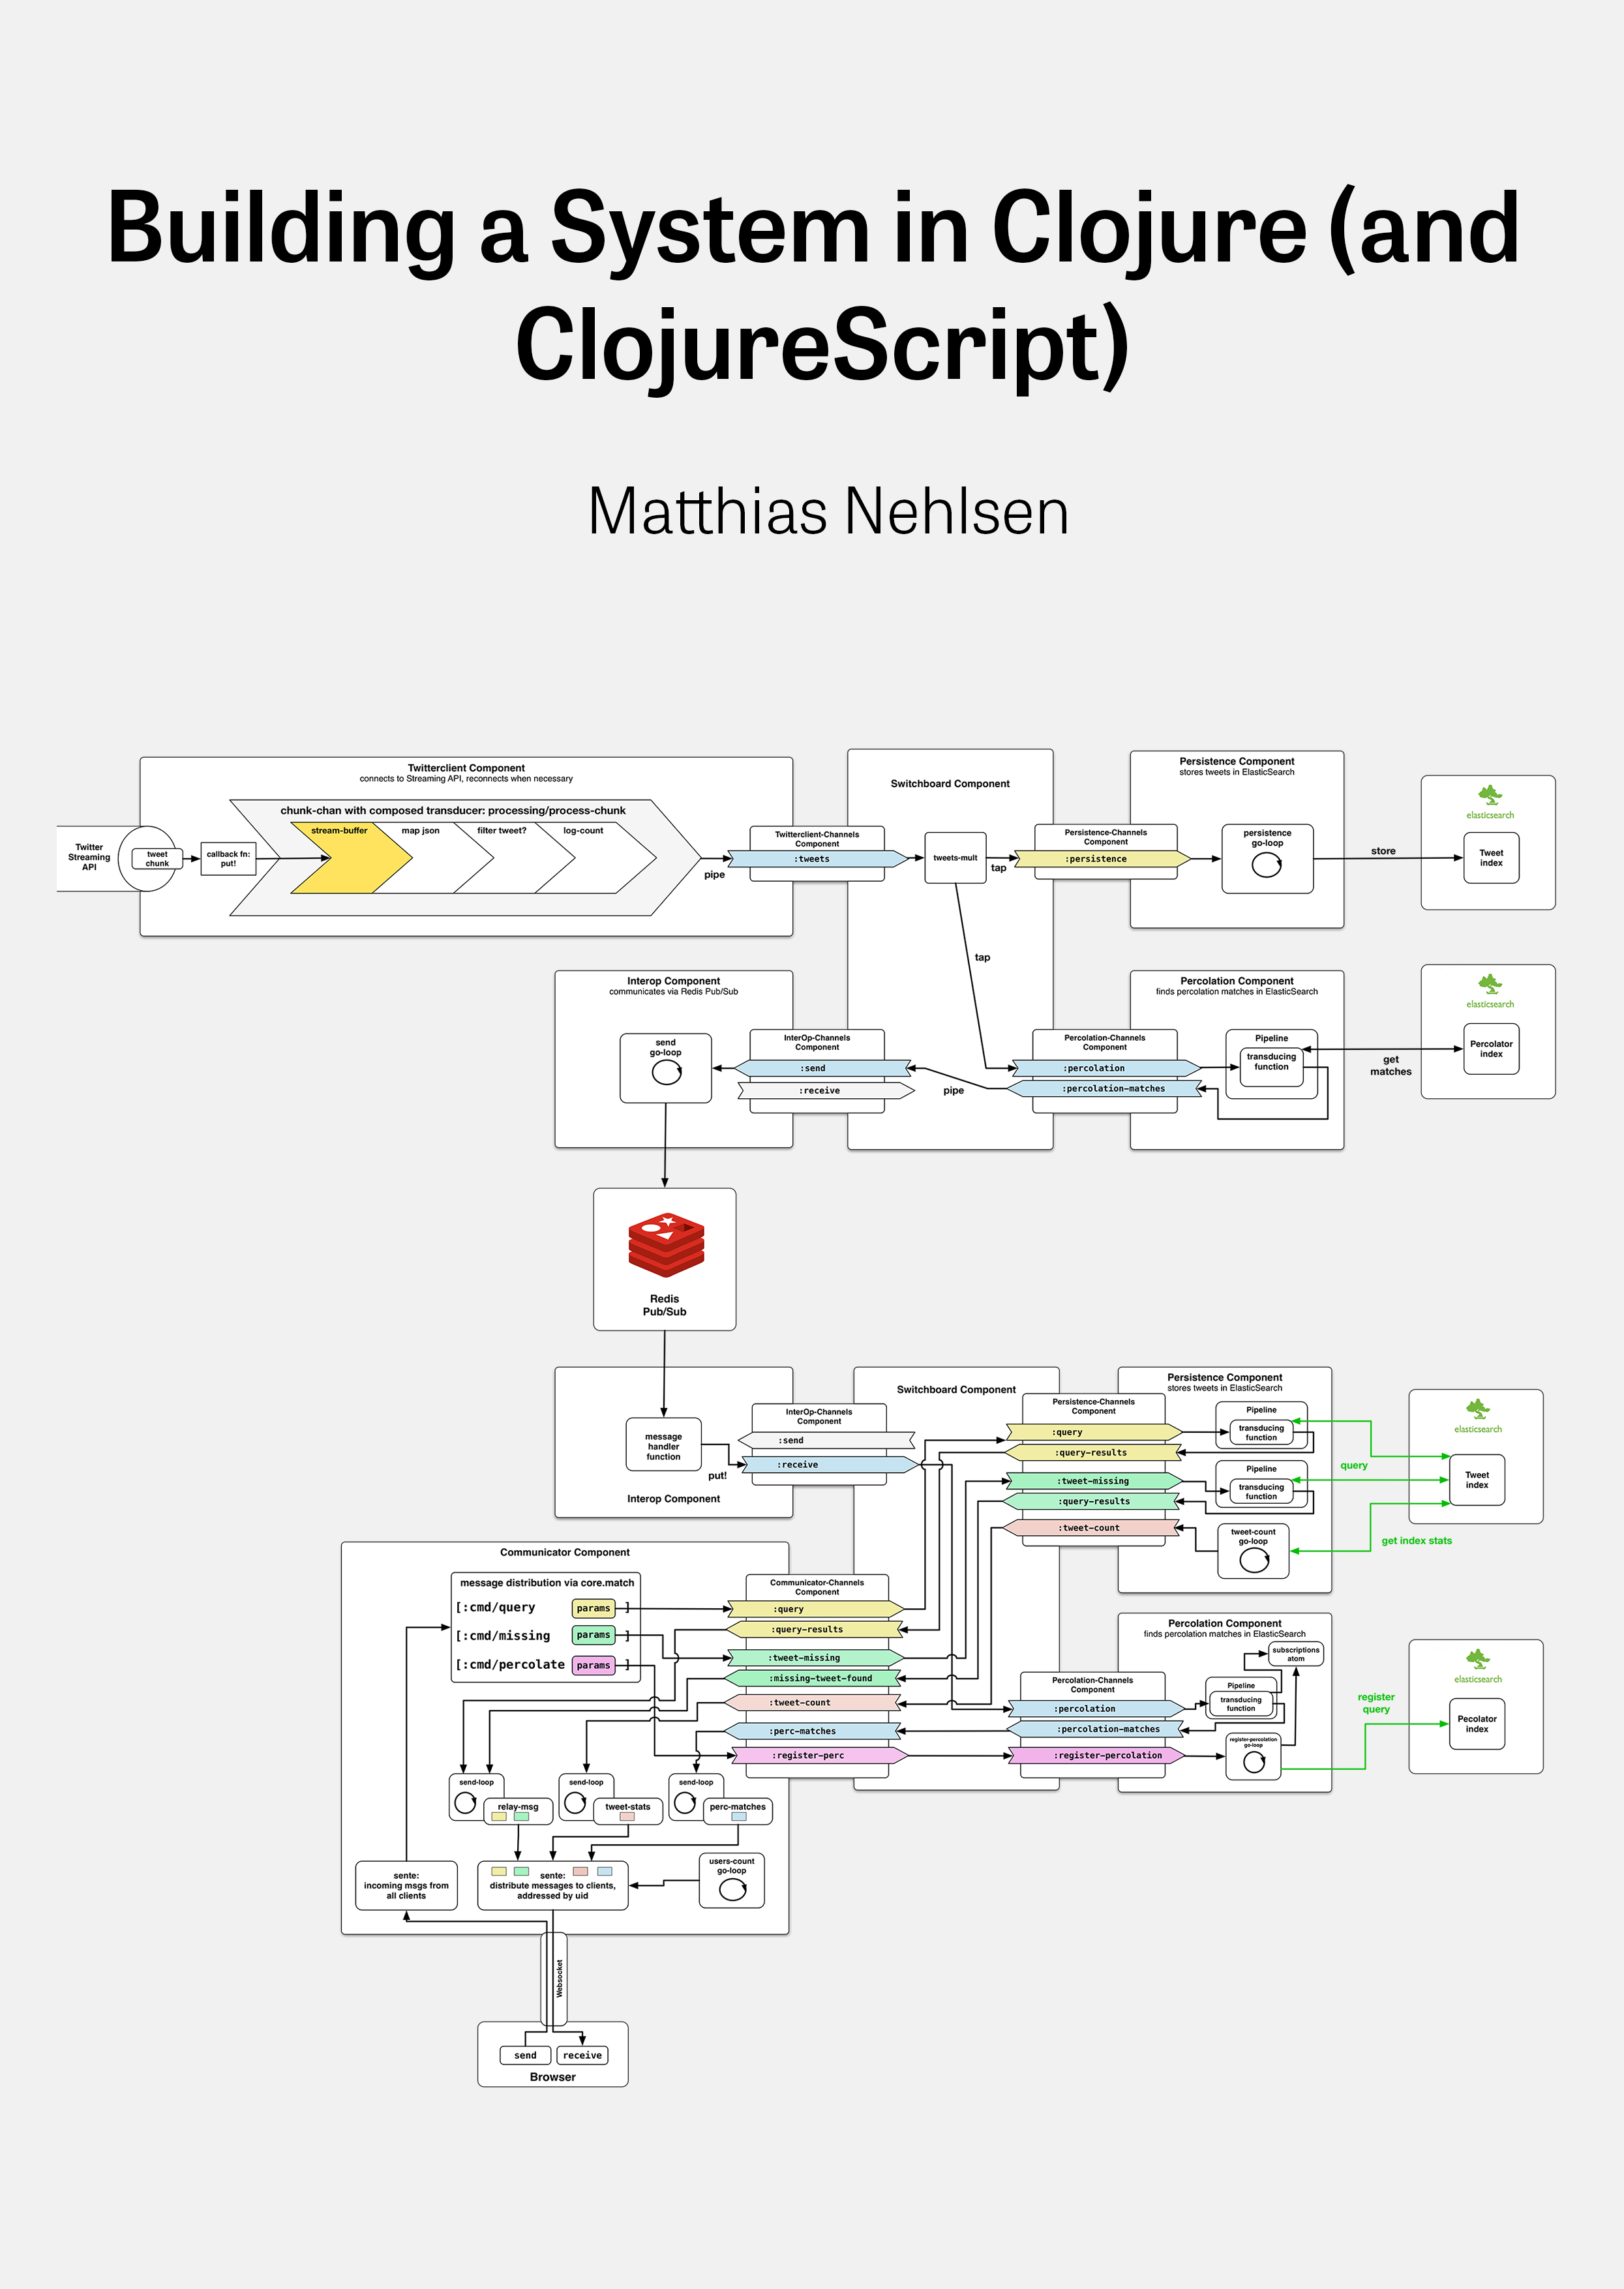 Building a System in Clojure (and
ClojureScript)
Matthias Nehlsen
Twitterclient Component
connects to Streaming API, reconnects when necessary
chunk-chan with composed transducer: processing/process-chunk
stream-buffer
map json
filter tweet?
log-count
Twitter
Streaming
API
tweet
chunk
callback fn:
put!
pipe
Twitterclient-Channels
Component
:tweets
Switchboard Component
tweets-mult
tap
tap
Persistence-Channels
Component
:persistence
Persistence Component
stores tweets in ElasticSearch
persistence
go-loop
store
elasticsearch
Tweet
index
Interop Component
communicates via Redis Pub/Sub
send
go-loop
InterOp-Channels
Component
:send
:receive
pipe
Percolation-Channels
Component
:percolation
:percolation-matches
Percolation Component
finds percolation matches in ElasticSearch
Pipeline
transducing
function
get
matches
elasticsearch
Percolator
index
Redis
Pub/Sub
message
handler
function
put!
Interop Component
InterOp-Channels
Component
:send
:receive
Switchboard Component
Persistence-Channels
Component
:query
:query-results
:tweet-missing
:query-results
:tweet-count
Persistence Component
stores tweets in ElasticSearch
Pipeline
transducing
function
Pipeline
transducing
function
tweet-count
go-loop
query
get index stats
elasticsearch
Tweet
index
Communicator Component
message distribution via core.match
[:cmd/query params ]
[:cmd/missing params ]
[:cmd/percolate params ]
Communicator-Channels
Component
:query
:query-results
:tweet-missing
:missing-tweet-found
:tweet-count
:perc-matches
:register-perc
Percolation-Channels
Component
:percolation
:percolation-matches
:register-percolation
Percolation Component
finds percolation matches in ElasticSearch
subscriptions
atom
Pipeline
transducing
function
register-percolation
go-loop
register
query
elasticsearch
Pecolator
index
send-loop
relay-msg
send-loop
tweet-stats
send-loop
perc-matches
sente:
incoming msgs from
all clients
sente:
distribute messages to clients,
addressed by uid
users-count
go-loop
Websocket
send
receive
Browser